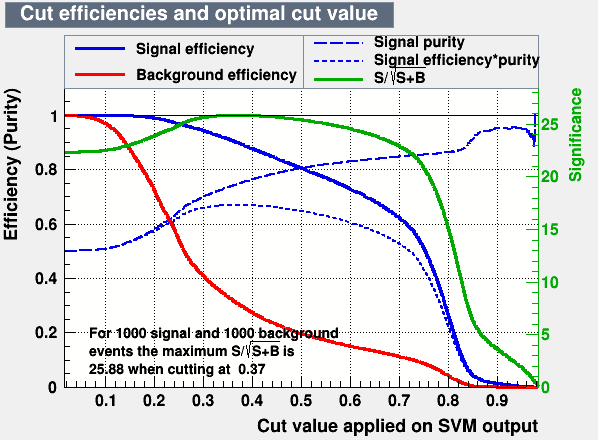 Cut efficiencies and optimal cut value
Signal efficiency
Background efficiency
Signal purity
Signal efficiency*purity
S/√S+B
Efficiency (Purity)
1
0.8
0.6
0.4
0.2
0
25
20
15
10
5
0
Significance
For 1000 signal and 1000 background
events the maximum S/√S+B is
25.88 when cutting at 0.37
0.1 0.2 0.3 0.4 0.5 0.6 0.7 0.8 0.9
Cut value applied on SVM output